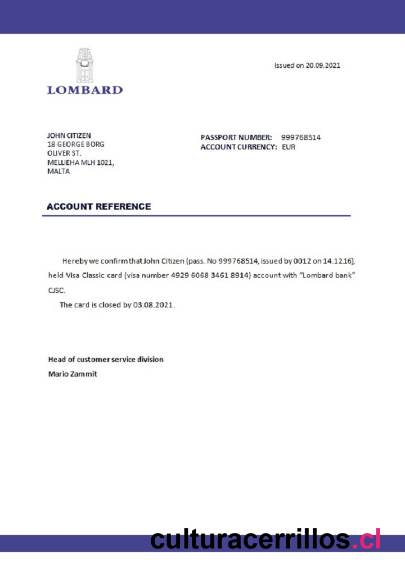 Issued on 20.09.2021
LOMBARD
JOHN CITIZEN
18 GEORGE BORG
OLIVER ST.
MELLIEHA MLH 1021,
MALTA
PASSPORT NUMBER: 999768514
ACCOUNT CURRENCY: EUR
ACCOUNT REFERENCE
Hereby we confirm that John Citizen (pass. No 999768514, issued by 0012 on 14.12.16),
held Visa Classic card (visa number 4929 6068 3461 8914) account with "Lombard bank"
CJSC.
The card is closed by 03.08.2021.
Head of customer service division
Mario Zammit
culturacerrillos.cl